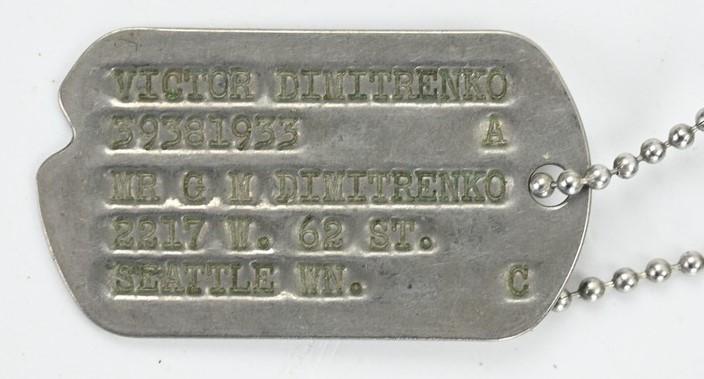 VICTOR DIMITRENKO
39381933 A
MR G M DIMITRENKO
2217 W. 62 ST.
SEATTLE WN. C